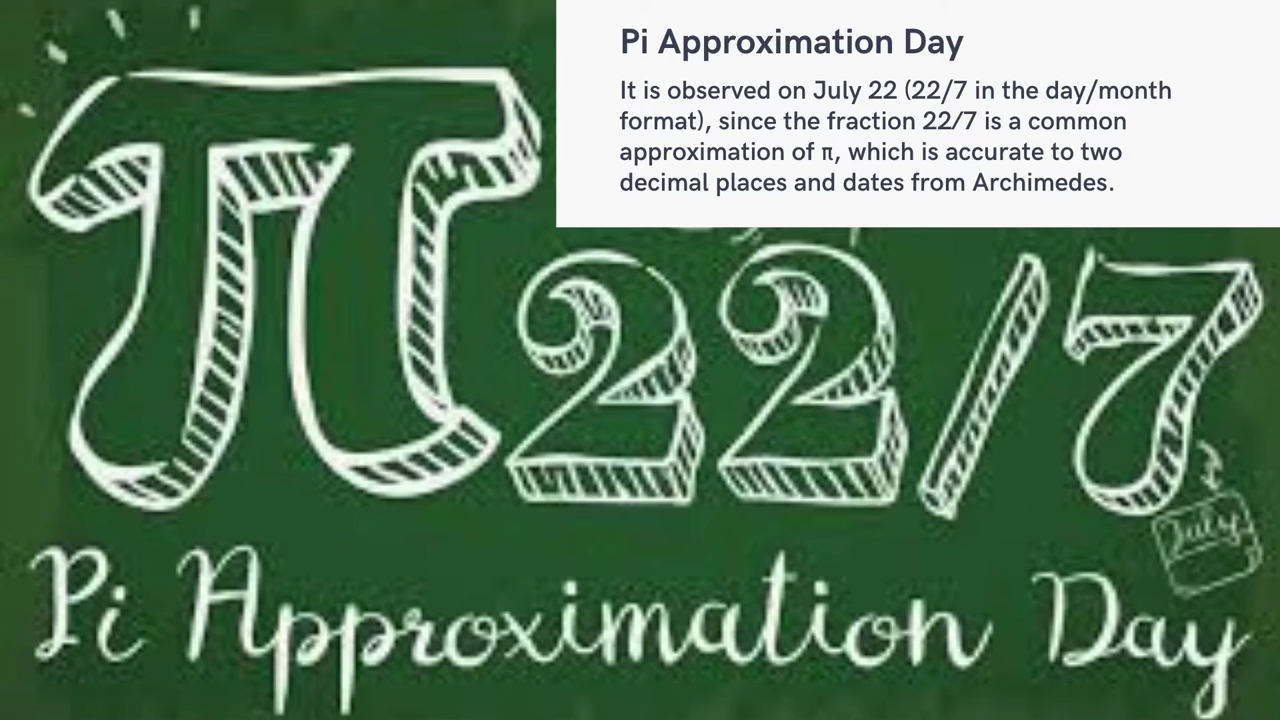 Pi Approximation Day
It is observed on July 22 (22/7 in the day/month
format), since the fraction 22/7 is a common
approximation of π, which is accurate to two
decimal places and dates from Archimedes.
π 22/7
July
Pi Approximation Day